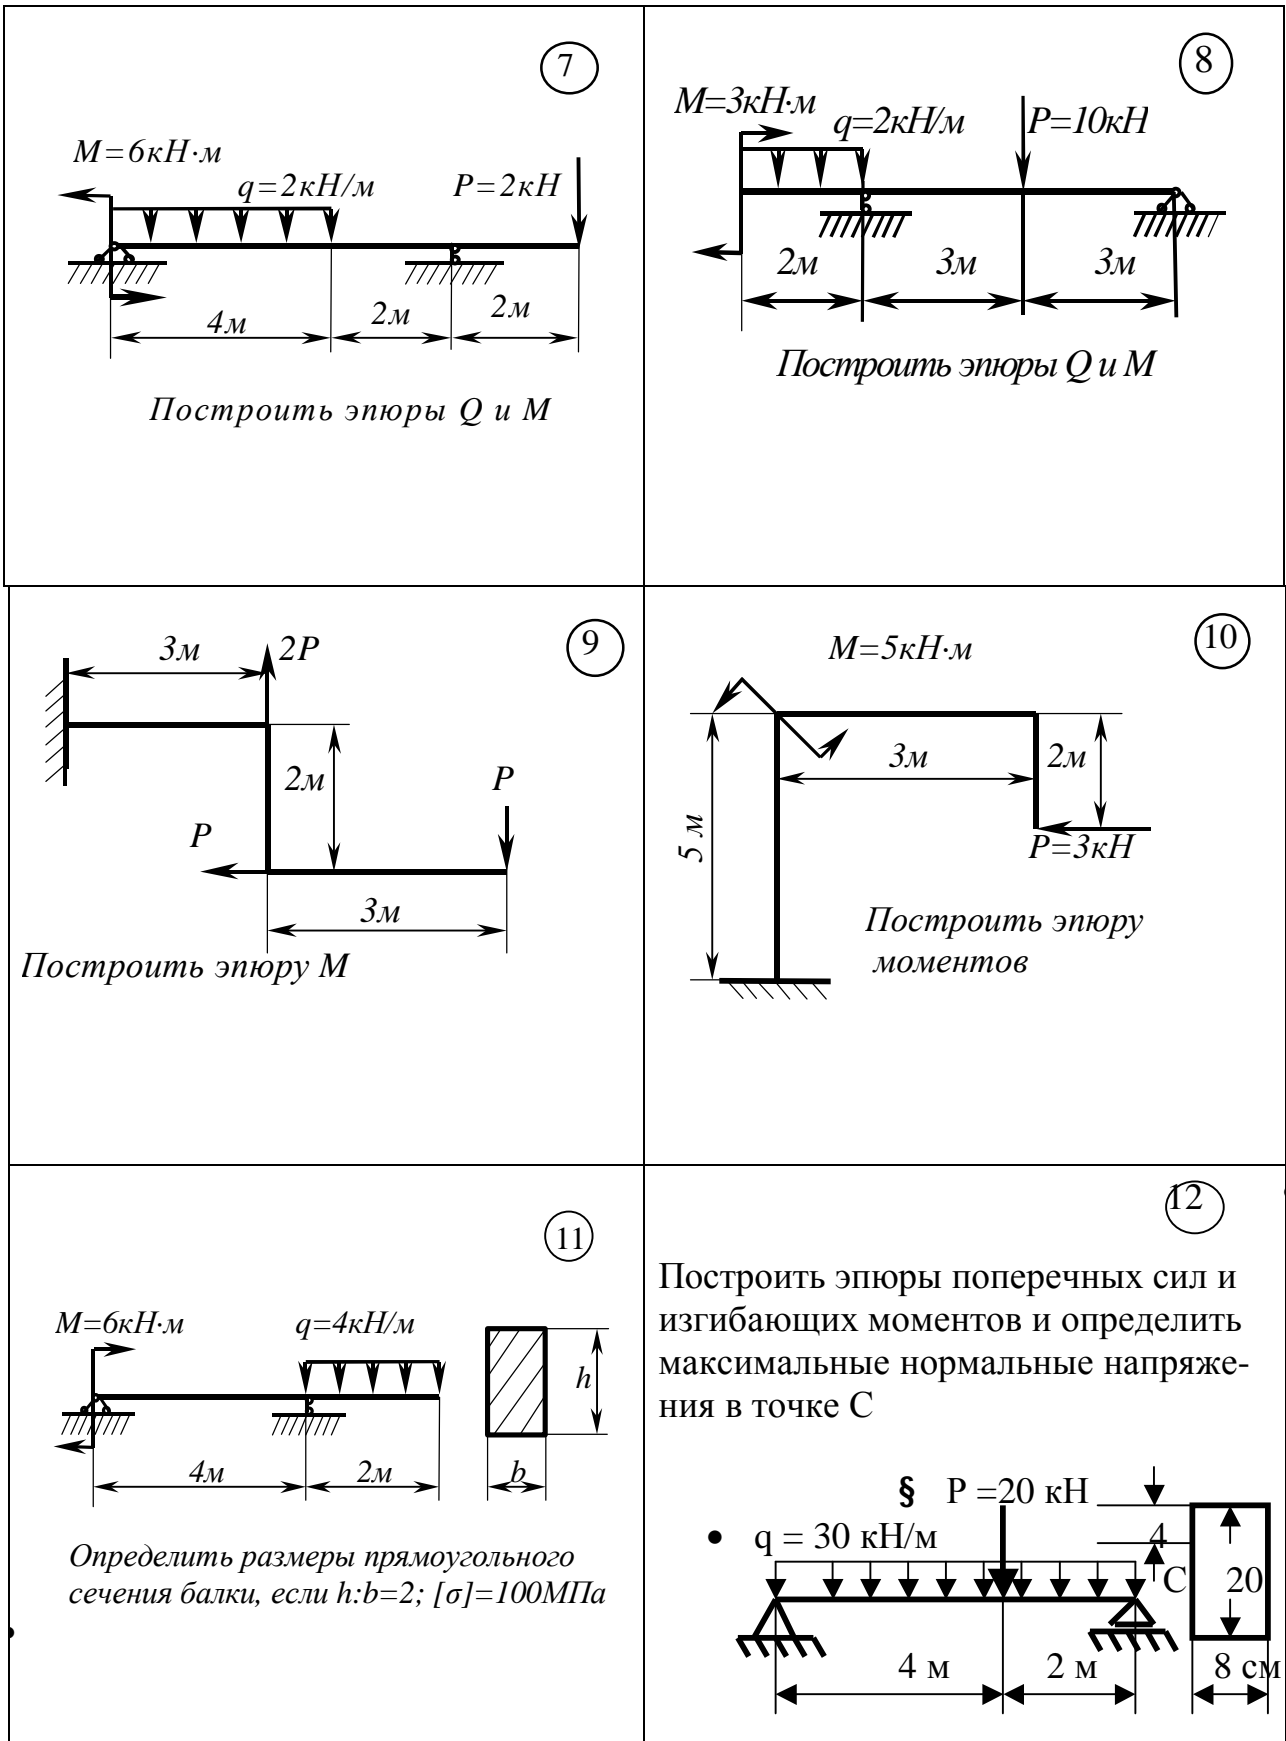 7
M=6кН·м
q=2кН/м
P=2кН
4м
2м
2м
Построить эпюры Q и M
8
M=3кН·м
q=2кН/м
P=10кН
2м
3м
3м
Построить эпюры Q и M
9
3м
2P
2м
P
P
3м
Построить эпюру M
10
M=5кН·м
3м
2м
5 м
P=3кН
Построить эпюру
моментов
11
M=6кН·м
q=4кН/м
h
4м
2м
b
Определить размеры прямоугольного
сечения балки, если h:b=2; [σ]=100МПа
12
Построить эпюры поперечных сил и
изгибающих моментов и определить
максимальные нормальные напряже-
ния в точке С
§ P =20 кН
• q = 30 кН/м
4
С
20
4 м
2 м
8 см